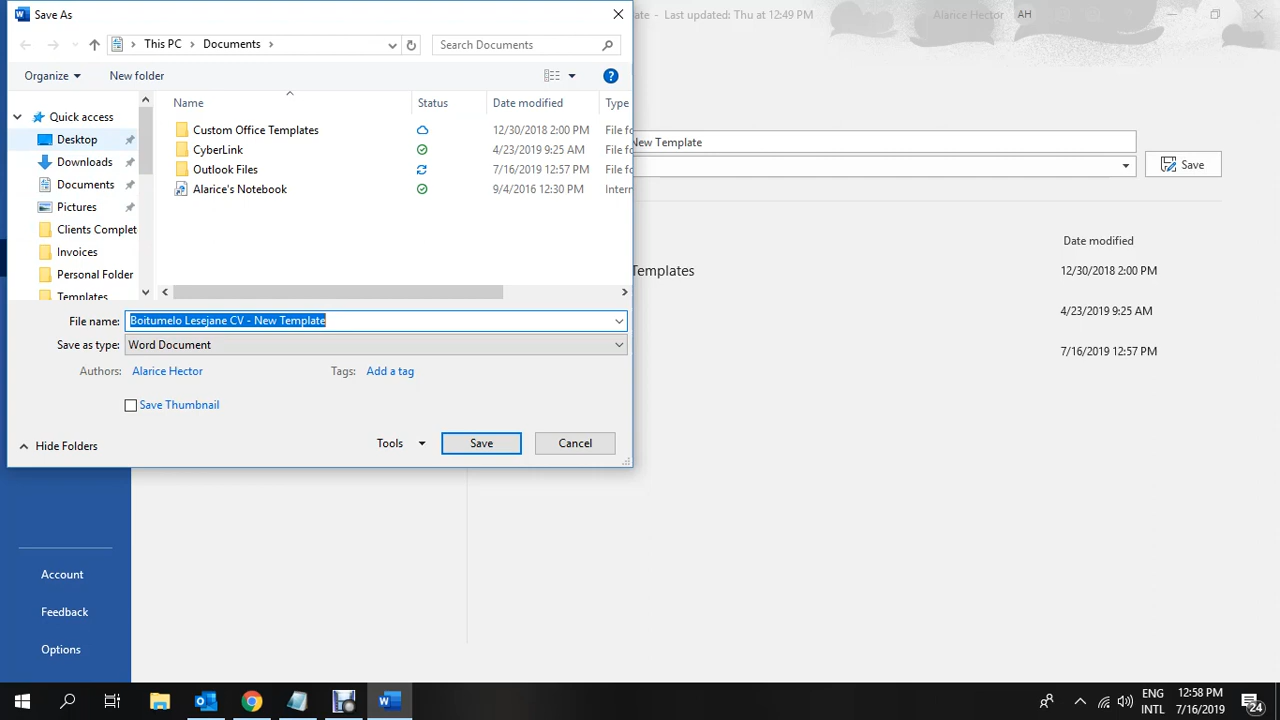 Save As
ate - Last updated: Thu at 12:49 PM
Alarice Hector AH
This PC Documents
Search Documents
Organize New folder
Name Status Date modified Type
Quick access
Desktop
Downloads
Documents
Pictures
Clients Complet
Invoices
Personal Folder
Templates
Custom Office Templates 12/30/2018 2:00 PM File fo
CyberLink 4/23/2019 9:25 AM File fo
Outlook Files 7/16/2019 12:57 PM File fo
Alarice's Notebook 9/4/2016 12:30 PM Intern
New Template
Save
Date modified
Templates 12/30/2018 2:00 PM
4/23/2019 9:25 AM
7/16/2019 12:57 PM
File name: Boitumelo Lesejane CV - New Template
Save as type: Word Document
Authors: Alarice Hector Tags: Add a tag
Save Thumbnail
Hide Folders Tools Save Cancel
Account
Feedback
Options
ENG 12:58 PM
INTL 7/16/2019
24